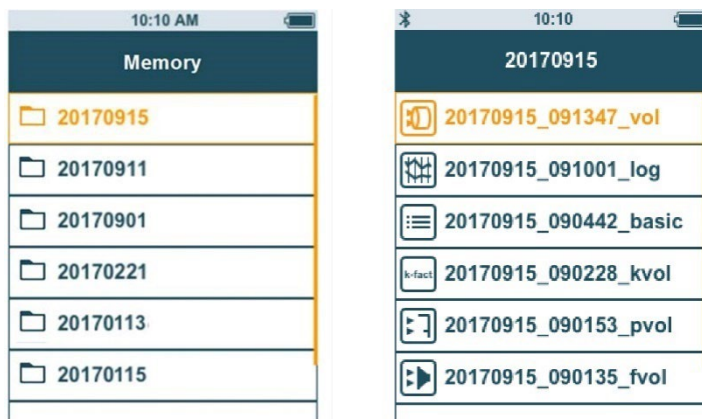 10:10 AM
Memory
20170915
20170911
20170901
20170221
20170113
20170115
10:10
20170915
20170915_091347_vol
20170915_091001_log
20170915_090442_basic
k-fact 20170915_090228_kvol
20170915_090153_pvol
20170915_090135_fvol